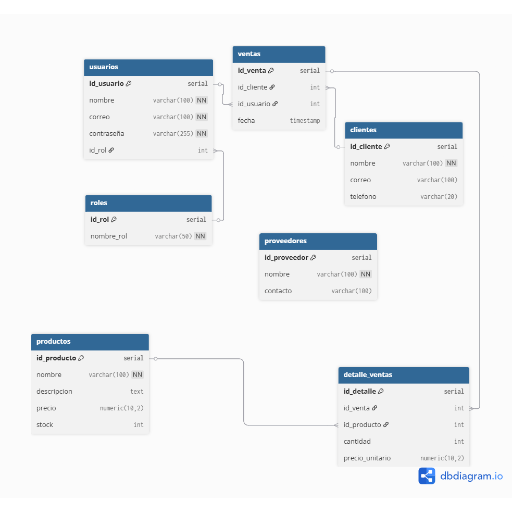 usuarios
id_usuario serial
nombre varchar(100) NN
correo varchar(100) NN
contraseña varchar(255) NN
id_rol int
ventas
id_venta serial
id_cliente int
id_usuario int
fecha timestamp
clientes
id_cliente serial
nombre varchar(100) NN
correo varchar(100)
telefono varchar(20)
roles
id_rol serial
nombre_rol varchar(50) NN
proveedores
id_proveedor serial
nombre varchar(100) NN
contacto varchar(100)
productos
id_producto serial
nombre varchar(100) NN
descripcion text
precio numeric(10,2)
stock int
detalle_ventas
id_detalle serial
id_venta int
id_producto int
cantidad int
precio_unitario numeric(10,2)
dbdiagram.io